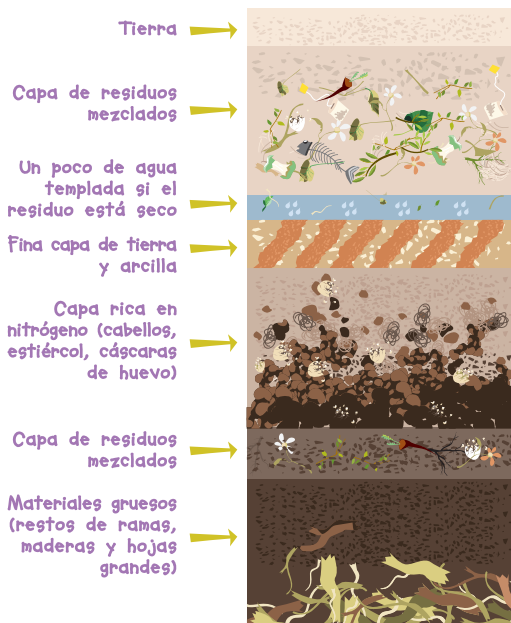 Tierra
Capa de residuos
mezclados
Un poco de agua
templada si el
residuo está seco
Fina capa de tierra
y arcilla
Capa rica en
nitrógeno (cabellos,
estiércol, cáscaras
de huevo)
Capa de residuos
mezclados
Materiales gruesos
(restos de ramas,
maderas y hojas
grandes)